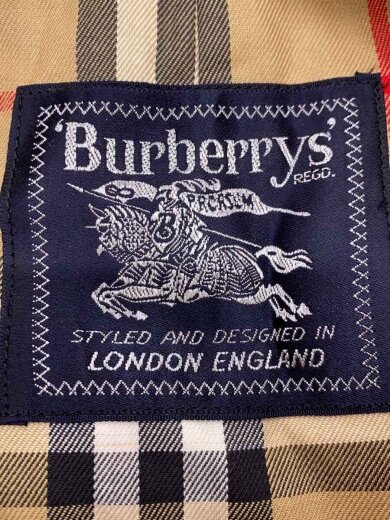 'Burberrys'
REGD.
PRORSUM
STYLED AND DESIGNED IN
LONDON ENGLAND